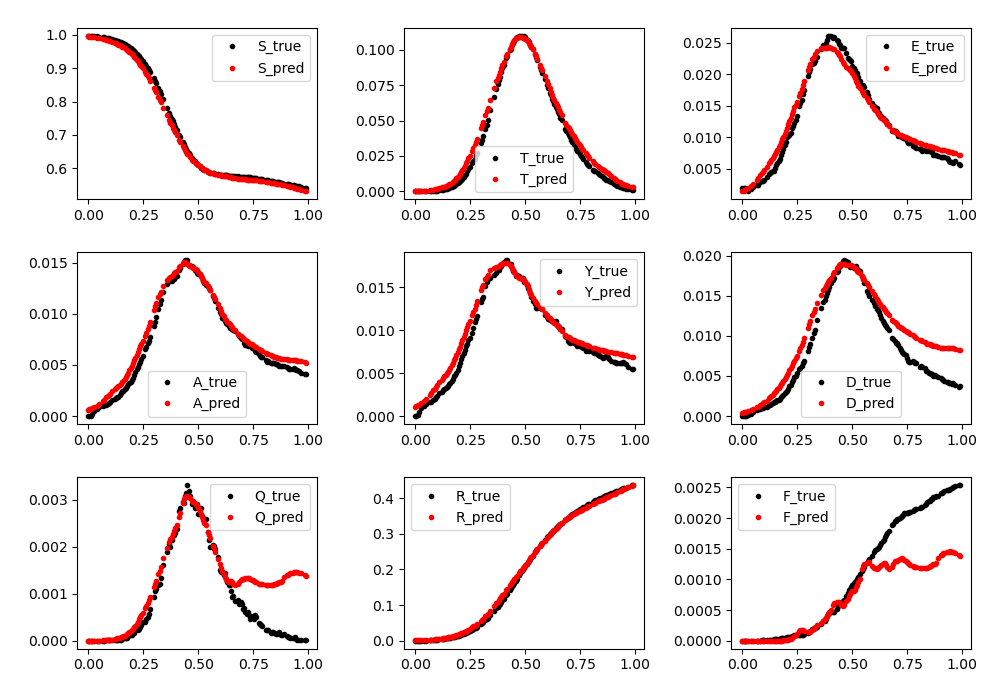 S_true
S_pred
1.0
0.9
0.8
0.7
0.6
0.00 0.25 0.50 0.75 1.00
T_true
T_pred
0.100
0.075
0.050
0.025
0.000
0.00 0.25 0.50 0.75 1.00
E_true
E_pred
0.025
0.020
0.015
0.010
0.005
0.00 0.25 0.50 0.75 1.00
A_true
A_pred
0.015
0.010
0.005
0.000
0.00 0.25 0.50 0.75 1.00
Y_true
Y_pred
0.015
0.010
0.005
0.000
0.00 0.25 0.50 0.75 1.00
D_true
D_pred
0.020
0.015
0.010
0.005
0.000
0.00 0.25 0.50 0.75 1.00
Q_true
Q_pred
0.003
0.002
0.001
0.000
0.00 0.25 0.50 0.75 1.00
R_true
R_pred
0.4
0.3
0.2
0.1
0.0
0.00 0.25 0.50 0.75 1.00
F_true
F_pred
0.0025
0.0020
0.0015
0.0010
0.0005
0.0000
0.00 0.25 0.50 0.75 1.00